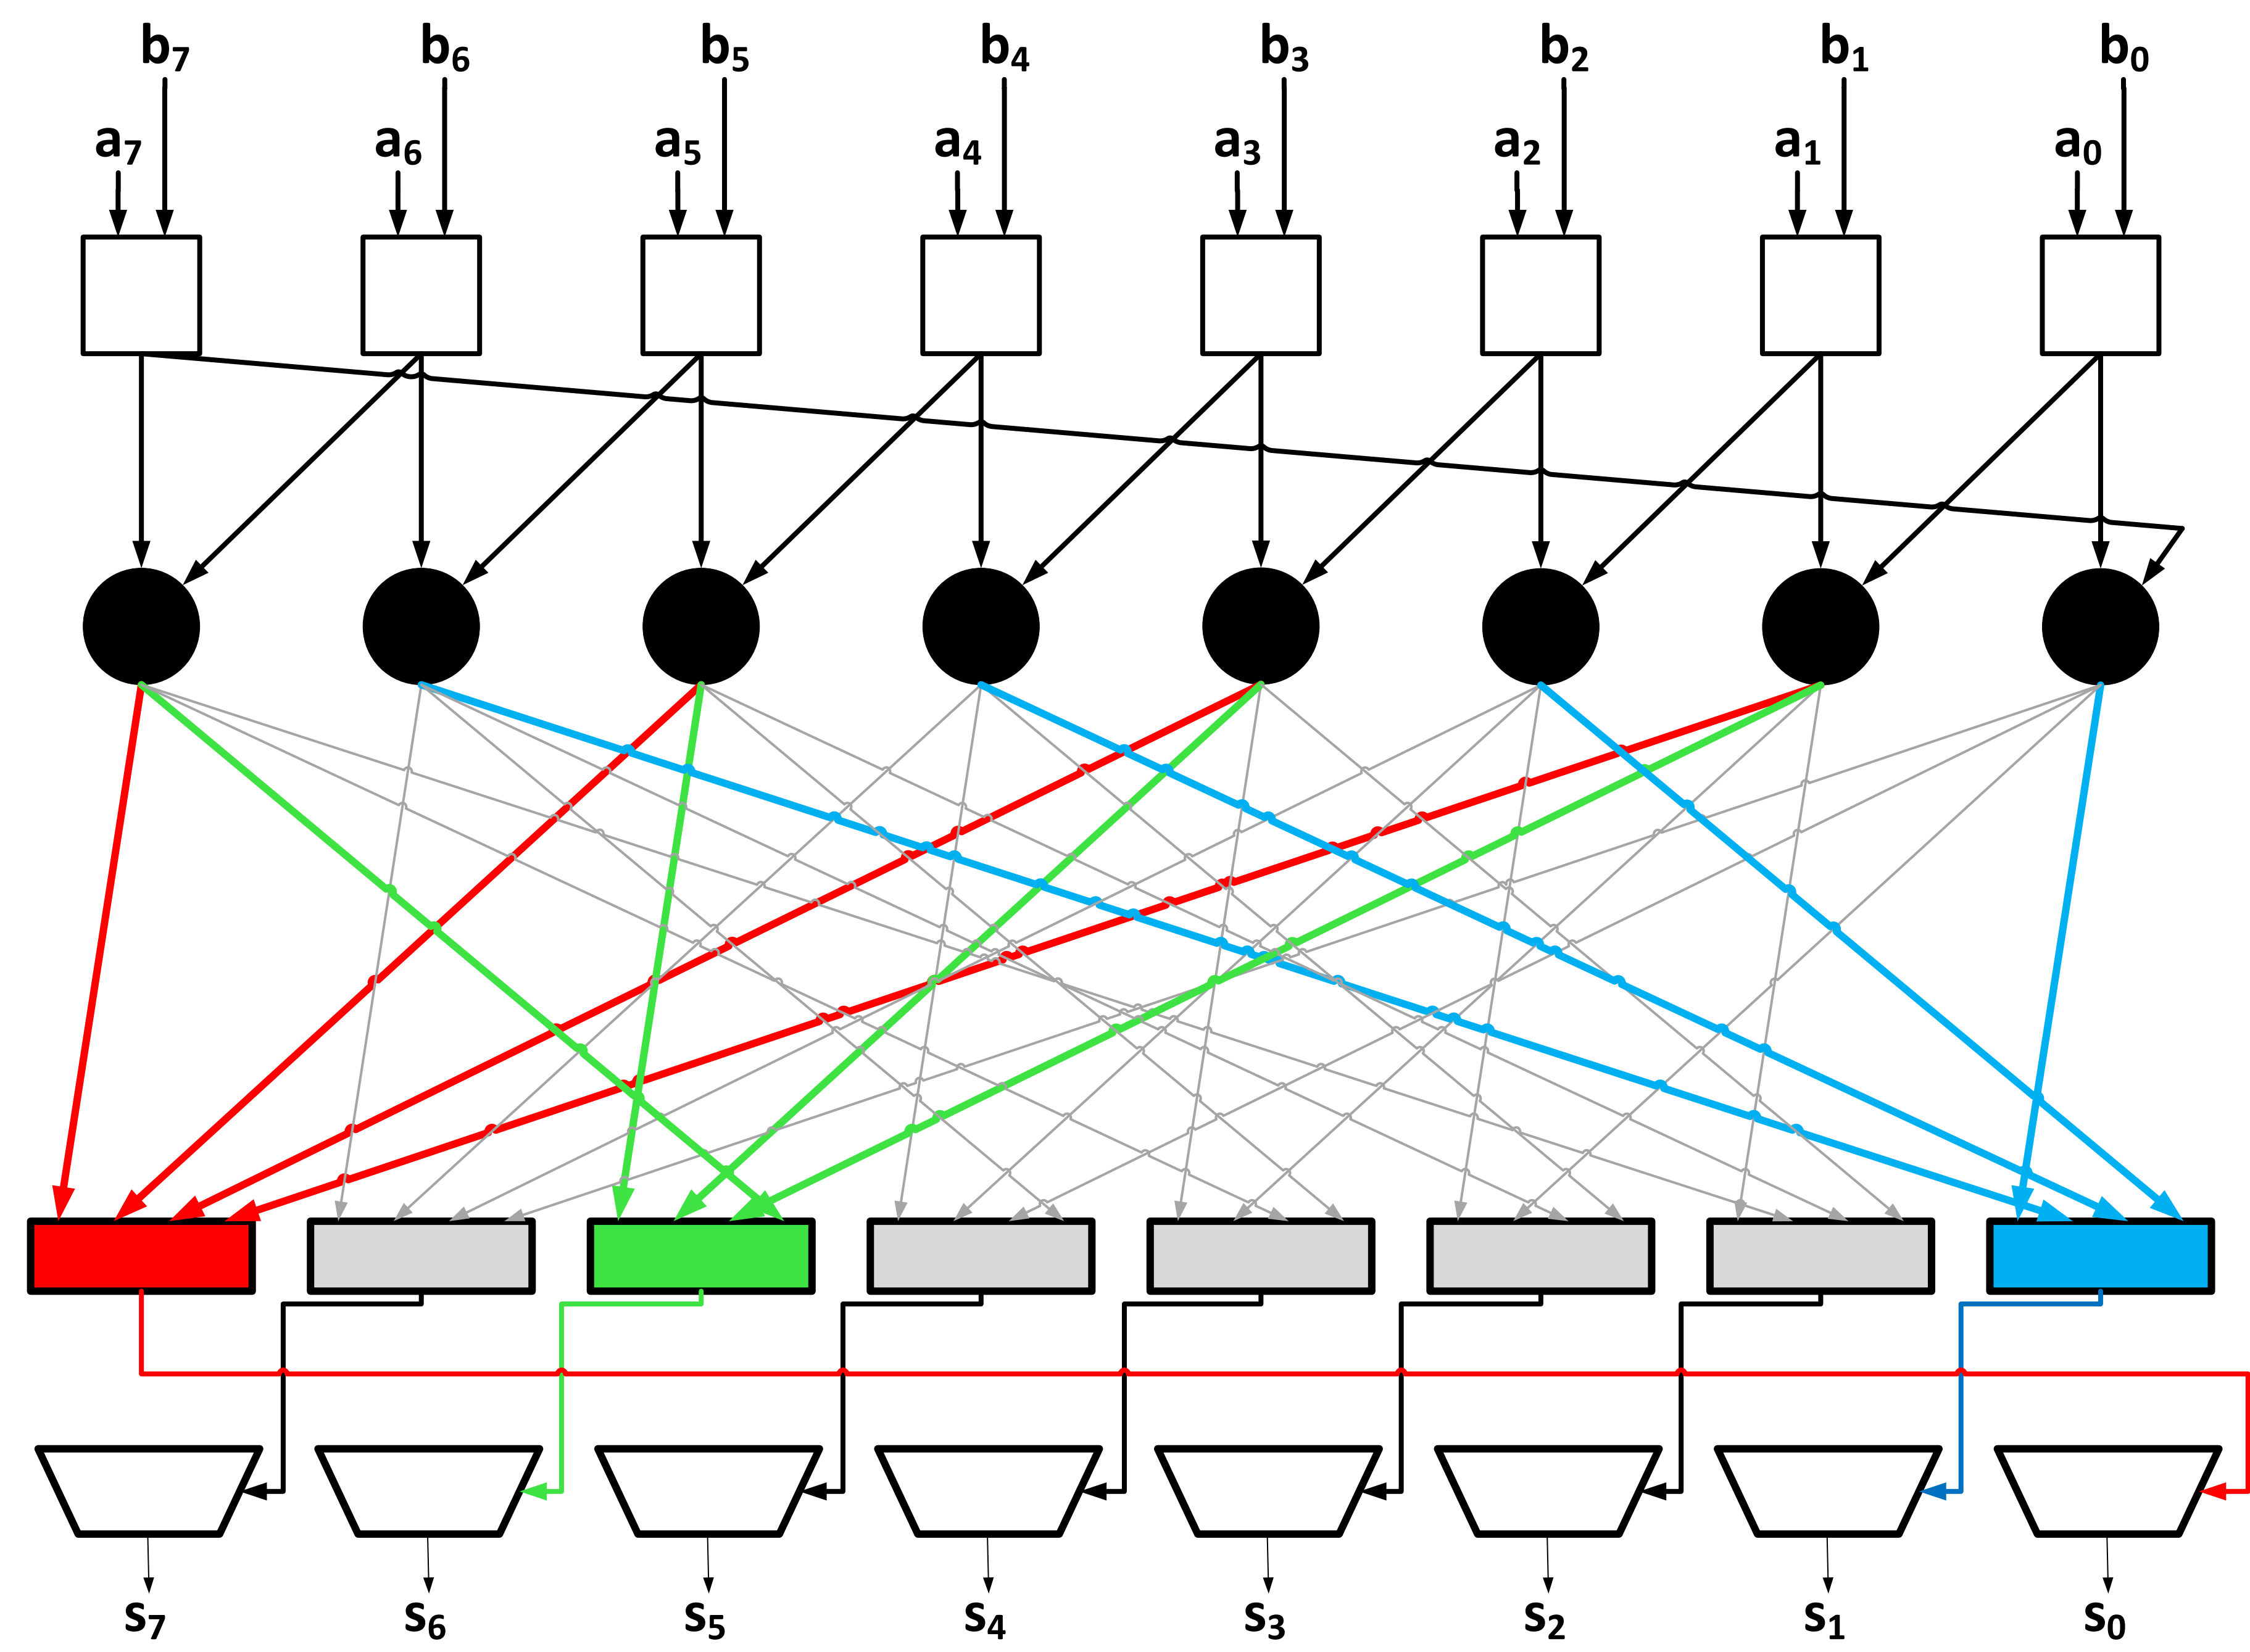 b₇ b₆ b₅ b₄ b₃ b₂ b₁ b₀
a₇ a₆ a₅ a₄ a₃ a₂ a₁ a₀
s₇ s₆ s₅ s₄ s₃ s₂ s₁ s₀